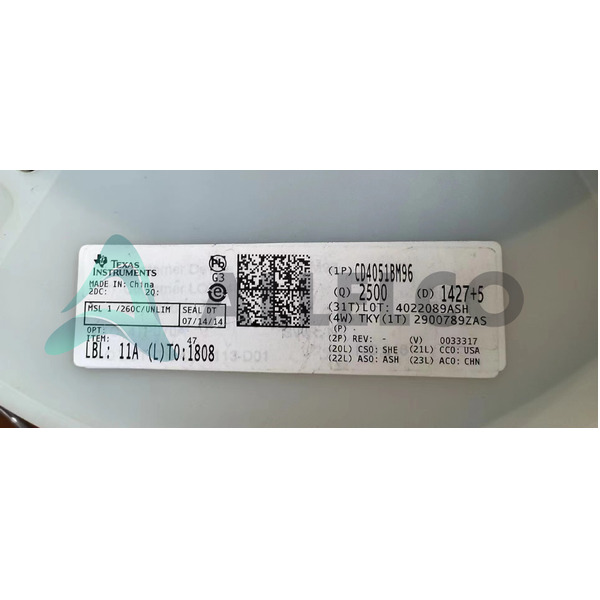 TEXAS
INSTRUMENTS
MADE IN: China
2DC: 2Q:
MSL 1 /260C/UNLIM SEAL DT
07/14/14
OPT:
ITEM: 47
LBL: 11A (L)TO:1808
Pb
G3
e
(1P) CD4051BM96
(Q) 2500 (D) 1427+5
(31T) LOT: 4022089ASH
(4W) TKY(1T) 2900789ZAS
(P)
(2P) REV: - (V) 0033317
(20L) CSO: SHE (21L) CCO: USA
(22L) ASO: ASH (23L) ACO: CHN